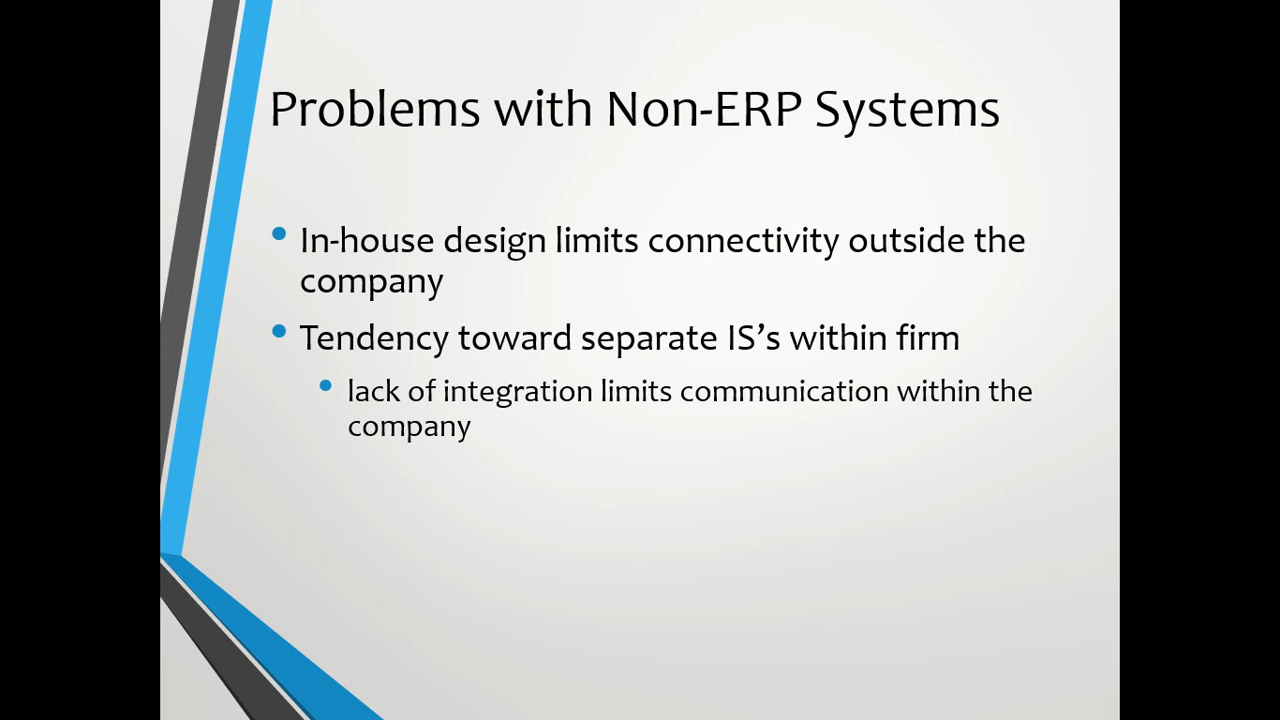 Problems with Non-ERP Systems
• In-house design limits connectivity outside the
company
• Tendency toward separate IS’s within firm
• lack of integration limits communication within the
company